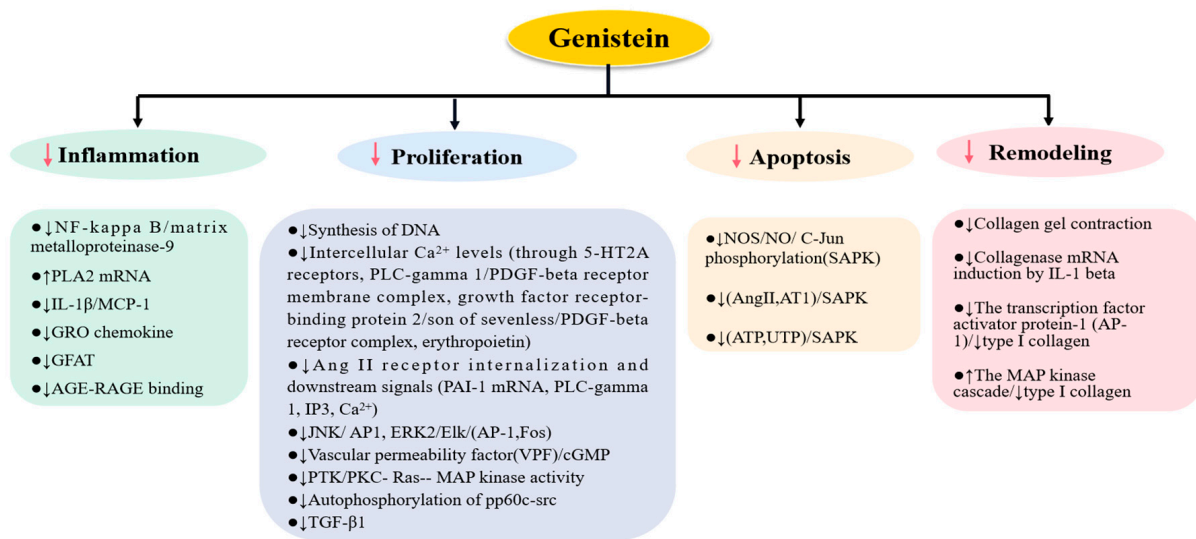 Genistein
↓ Inflammation
↓ Proliferation
↓ Apoptosis
↓ Remodeling
●↓NF-kappa B/matrix
metalloproteinase-9
●↑PLA2 mRNA
●↓IL-1β/MCP-1
●↓GRO chemokine
●↓GFAT
●↓AGE-RAGE binding
●↓Synthesis of DNA
●↓Intercellular Ca²⁺ levels (through 5-HT2A
receptors, PLC-gamma 1/PDGF-beta receptor
membrane complex, growth factor receptor-
binding protein 2/son of sevenless/PDGF-beta
receptor complex, erythropoietin)
●↓Ang II receptor internalization and
downstream signals (PAI-1 mRNA, PLC-gamma
1, IP3, Ca²⁺)
●↓JNK/ AP1, ERK2/Elk/(AP-1,Fos)
●↓Vascular permeability factor(VPF)/cGMP
●↓PTK/PKC- Ras-- MAP kinase activity
●↓Autophosphorylation of pp60c-src
●↓TGF-β1
●↓NOS/NO/ C-Jun
phosphorylation(SAPK)
●↓(AngII,AT1)/SAPK
●↓(ATP,UTP)/SAPK
●↓Collagen gel contraction
●↓Collagenase mRNA
induction by IL-1 beta
●↓The transcription factor
activator protein-1 (AP-
1)/↓type I collagen
●↑The MAP kinase
cascade/↓type I collagen